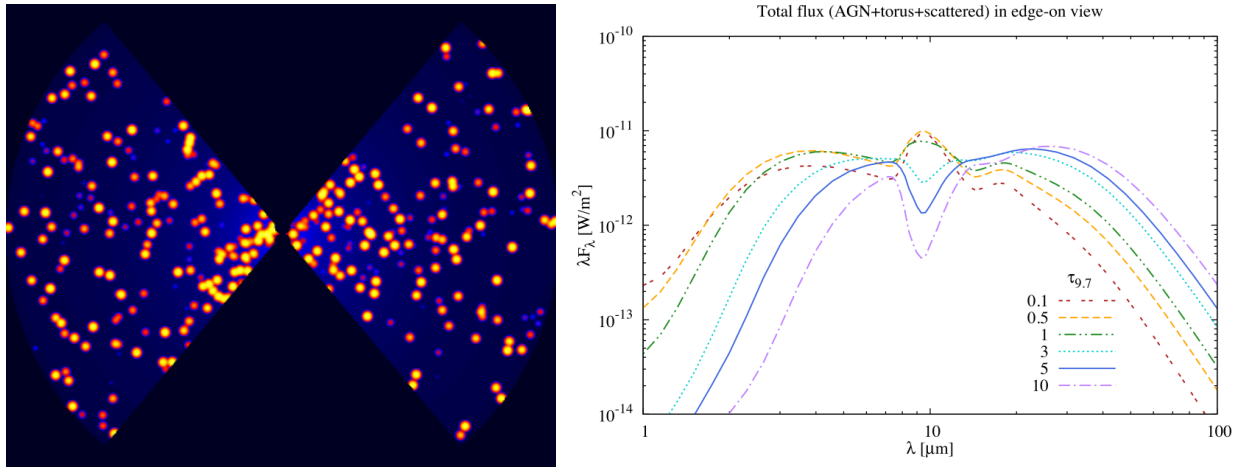 Total flux (AGN+torus+scattered) in edge-on view
10⁻¹⁰
10⁻¹¹
10⁻¹²
10⁻¹³
10⁻¹⁴
λF_λ [W/m²]
τ_9.7
0.1
0.5
1
3
5
10
1 10 100
λ [μm]